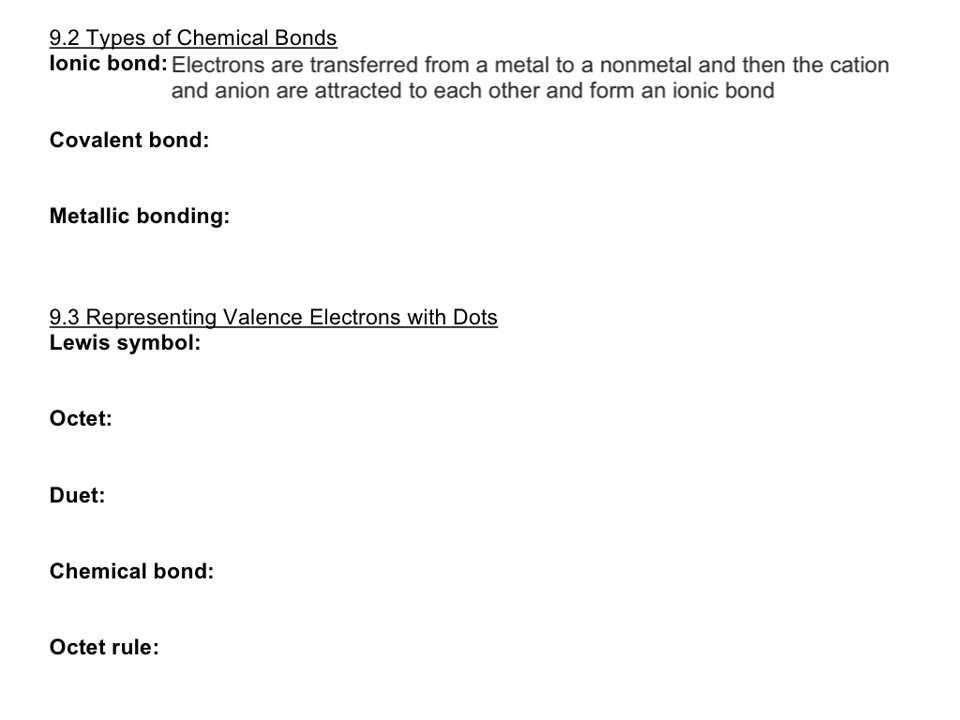 9.2 Types of Chemical Bonds
Ionic bond: Electrons are transferred from a metal to a nonmetal and then the cation
and anion are attracted to each other and form an ionic bond
Covalent bond:
Metallic bonding:
9.3 Representing Valence Electrons with Dots
Lewis symbol:
Octet:
Duet:
Chemical bond:
Octet rule: